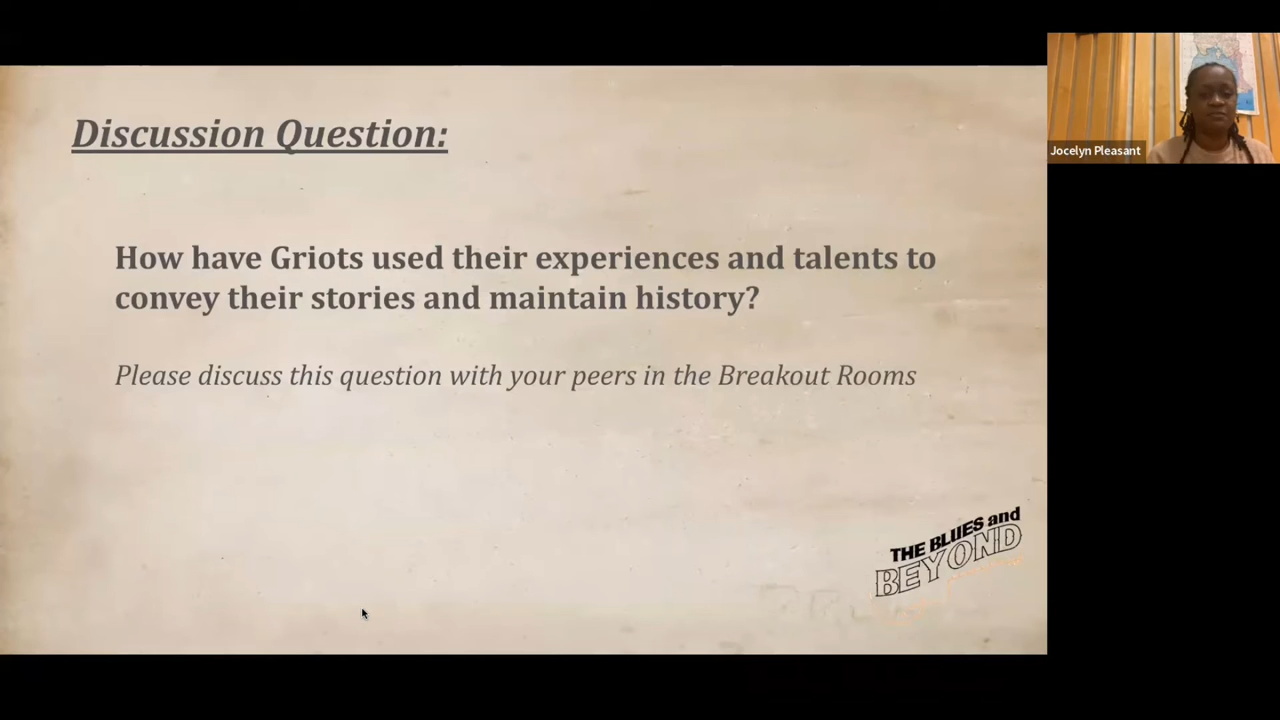 Discussion Question:
How have Griots used their experiences and talents to
convey their stories and maintain history?
Please discuss this question with your peers in the Breakout Rooms
THE BLUES and
BEYOND
Jocelyn Pleasant